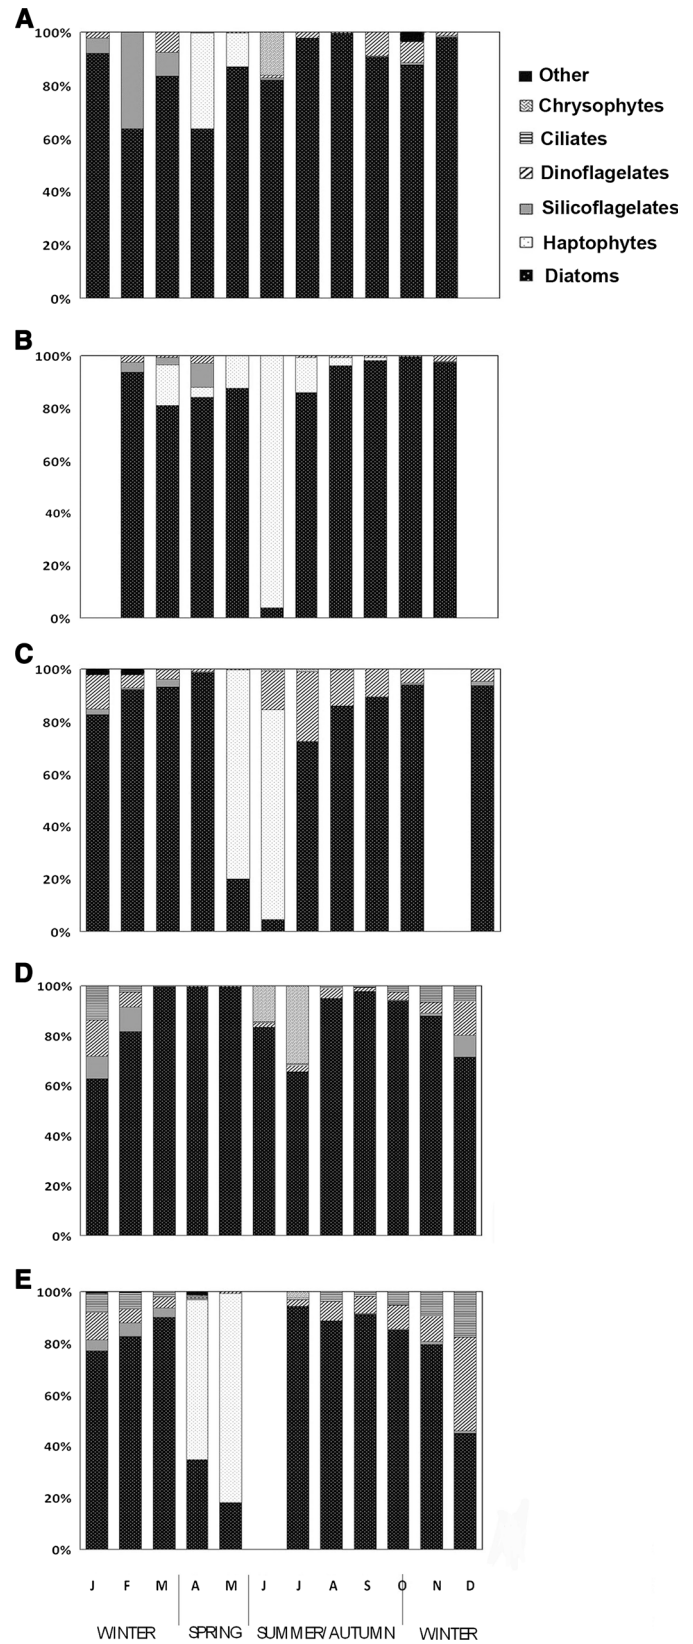 A
100%
80%
60%
40%
20%
0%
Other
Chrysophytes
Ciliates
Dinoflagelates
Silicoflagelates
Haptophytes
Diatoms
B
100%
80%
60%
40%
20%
0%
C
100%
80%
60%
40%
20%
0%
D
100%
80%
60%
40%
20%
0%
E
100%
80%
60%
40%
20%
0%
J F M A M J J A S O N D
WINTER SPRING SUMMER/AUTUMN WINTER